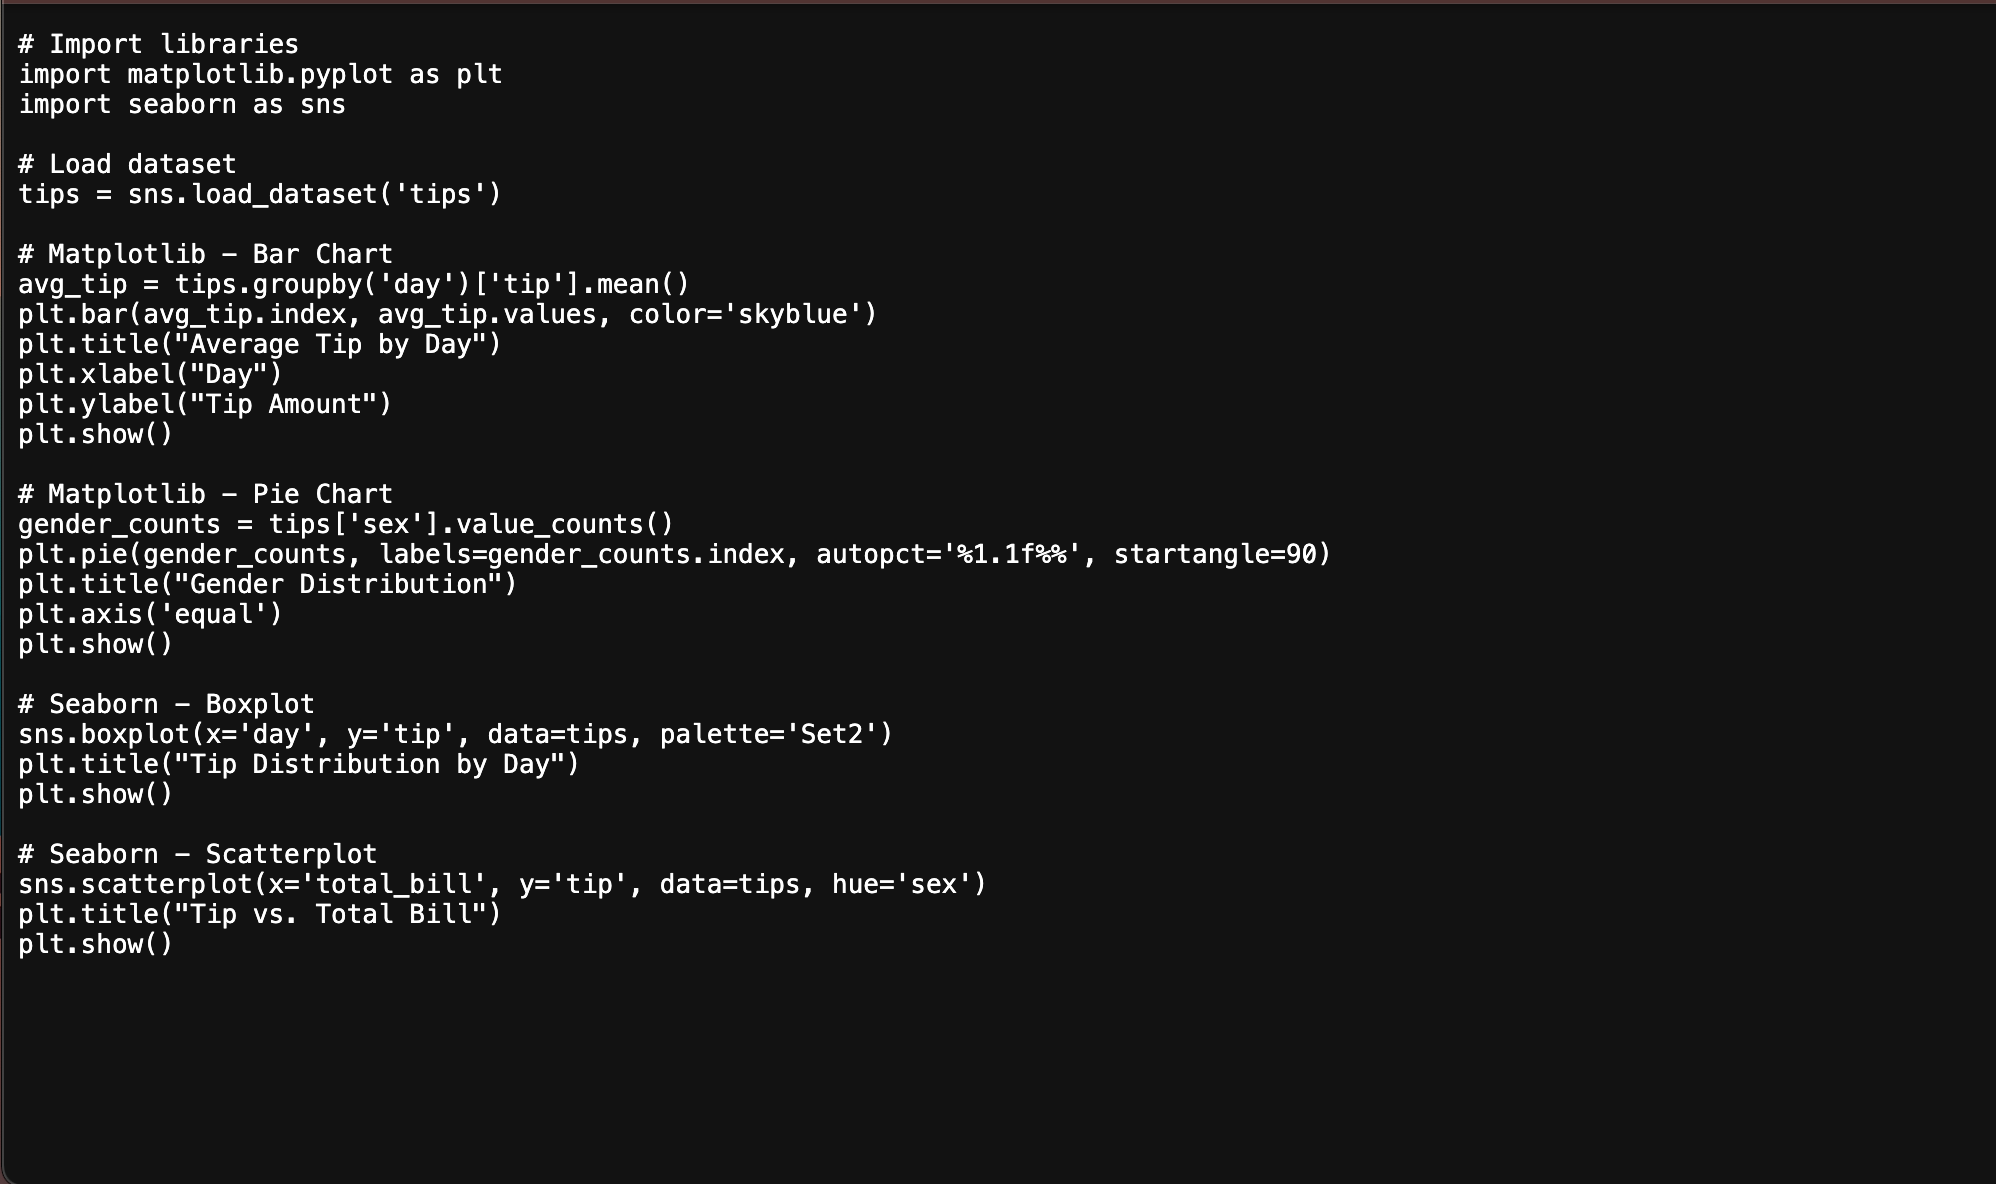 # Import libraries
import matplotlib.pyplot as plt
import seaborn as sns
# Load dataset
tips = sns.load_dataset('tips')
# Matplotlib – Bar Chart
avg_tip = tips.groupby('day')['tip'].mean()
plt.bar(avg_tip.index, avg_tip.values, color='skyblue')
plt.title("Average Tip by Day")
plt.xlabel("Day")
plt.ylabel("Tip Amount")
plt.show()
# Matplotlib – Pie Chart
gender_counts = tips['sex'].value_counts()
plt.pie(gender_counts, labels=gender_counts.index, autopct='%1.1f%%', startangle=90)
plt.title("Gender Distribution")
plt.axis('equal')
plt.show()
# Seaborn – Boxplot
sns.boxplot(x='day', y='tip', data=tips, palette='Set2')
plt.title("Tip Distribution by Day")
plt.show()
# Seaborn – Scatterplot
sns.scatterplot(x='total_bill', y='tip', data=tips, hue='sex')
plt.title("Tip vs. Total Bill")
plt.show()